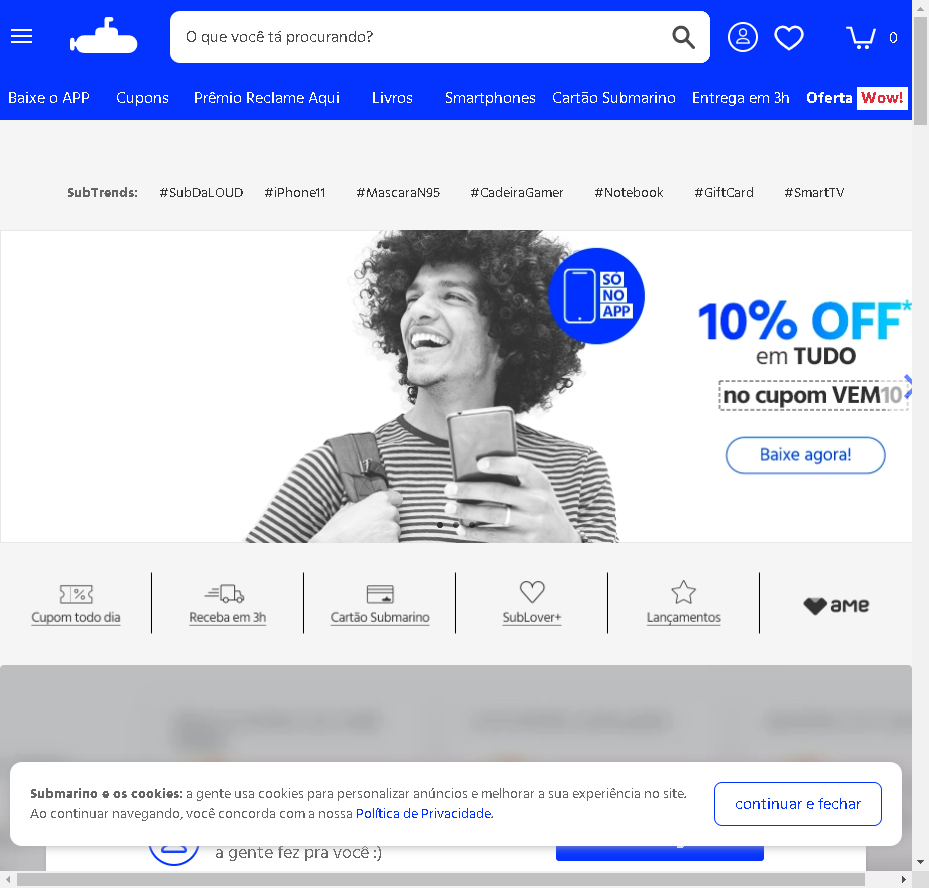 O que você tá procurando?
0
Baixe o APP Cupons Prêmio Reclame Aqui Livros Smartphones Cartão Submarino Entrega em 3h Oferta Wow!
SubTrends: #SubDaLOUD #iPhone11 #MascaraN95 #CadeiraGamer #Notebook #GiftCard #SmartTV
SÓ
NO
APP
10% OFF*
em TUDO
no cupom VEM10
Baixe agora!
Cupom todo dia Receba em 3h Cartão Submarino SubLover+ Lançamentos ame
Submarino e os cookies: a gente usa cookies para personalizar anúncios e melhorar a sua experiência no site.
Ao continuar navegando, você concorda com a nossa Política de Privacidade.
continuar e fechar
a gente fez pra você :)